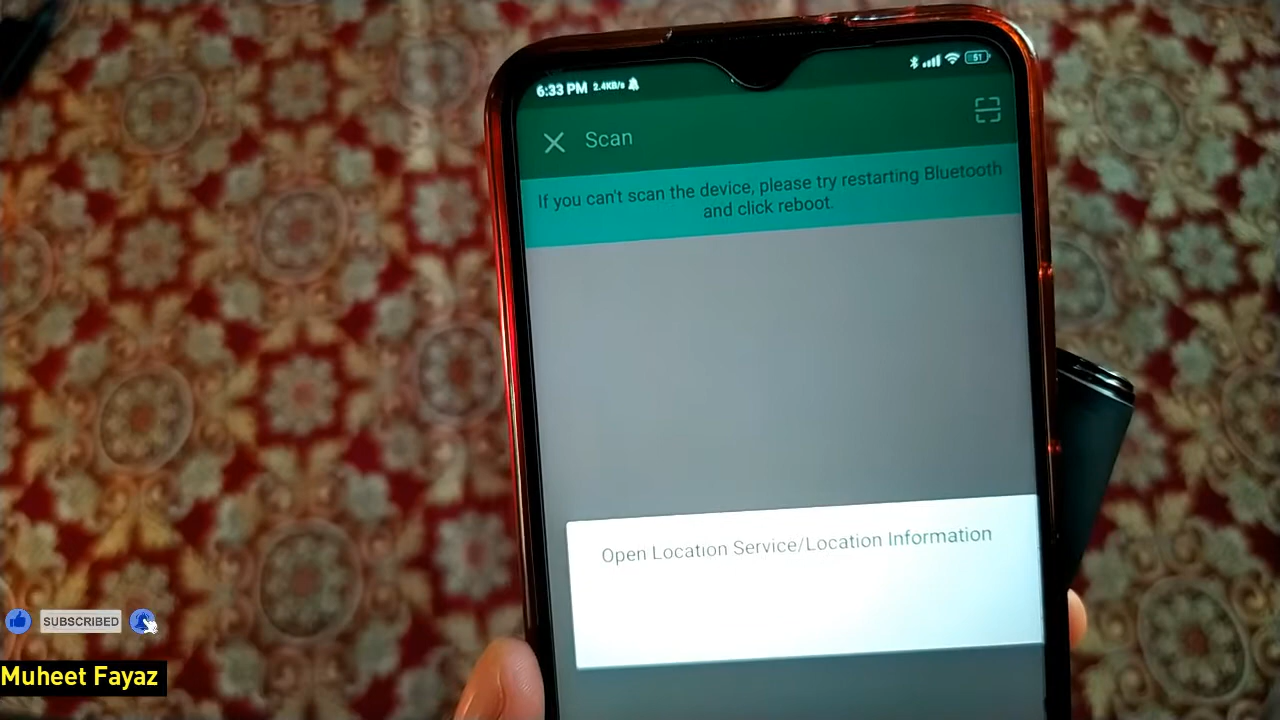 6:33 PM 2.4KB/s 51
Scan
If you can't scan the device, please try restarting Bluetooth
and click reboot.
Open Location Service/Location Information
SUBSCRIBED
Muheet Fayaz